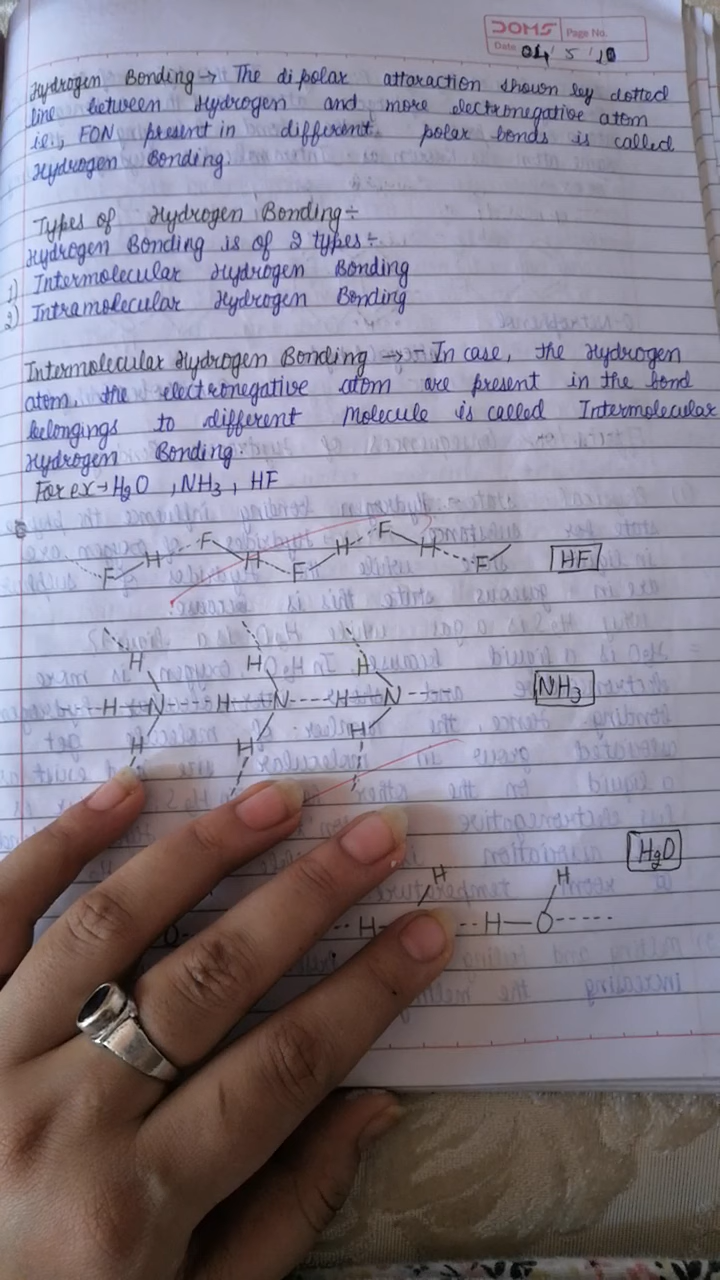 DOMS Page No.
Date 04/5/20
Hydrogen Bonding → The dipolar attaraction shown by dotted
line between Hydrogen and more electronegative atom
i.e., FON present in different polar bonds is called
Hydrogen Bonding.
Types of Hydrogen Bonding÷
Hydrogen Bonding is of 2 types÷
1) Intermolecular Hydrogen Bonding
2) Intramolecular Hydrogen Bonding
Intermolecular Hydrogen Bonding → In case, the Hydrogen
atom, the electronegative atom are present in the bond
belongings to different Molecule is called Intermolecular
Hydrogen Bonding.
For ex → H2O , NH3 , HF
F H F H F H F H F HF
H H H
H N H N H N NH3
H H H
H2O
H H
O H H O